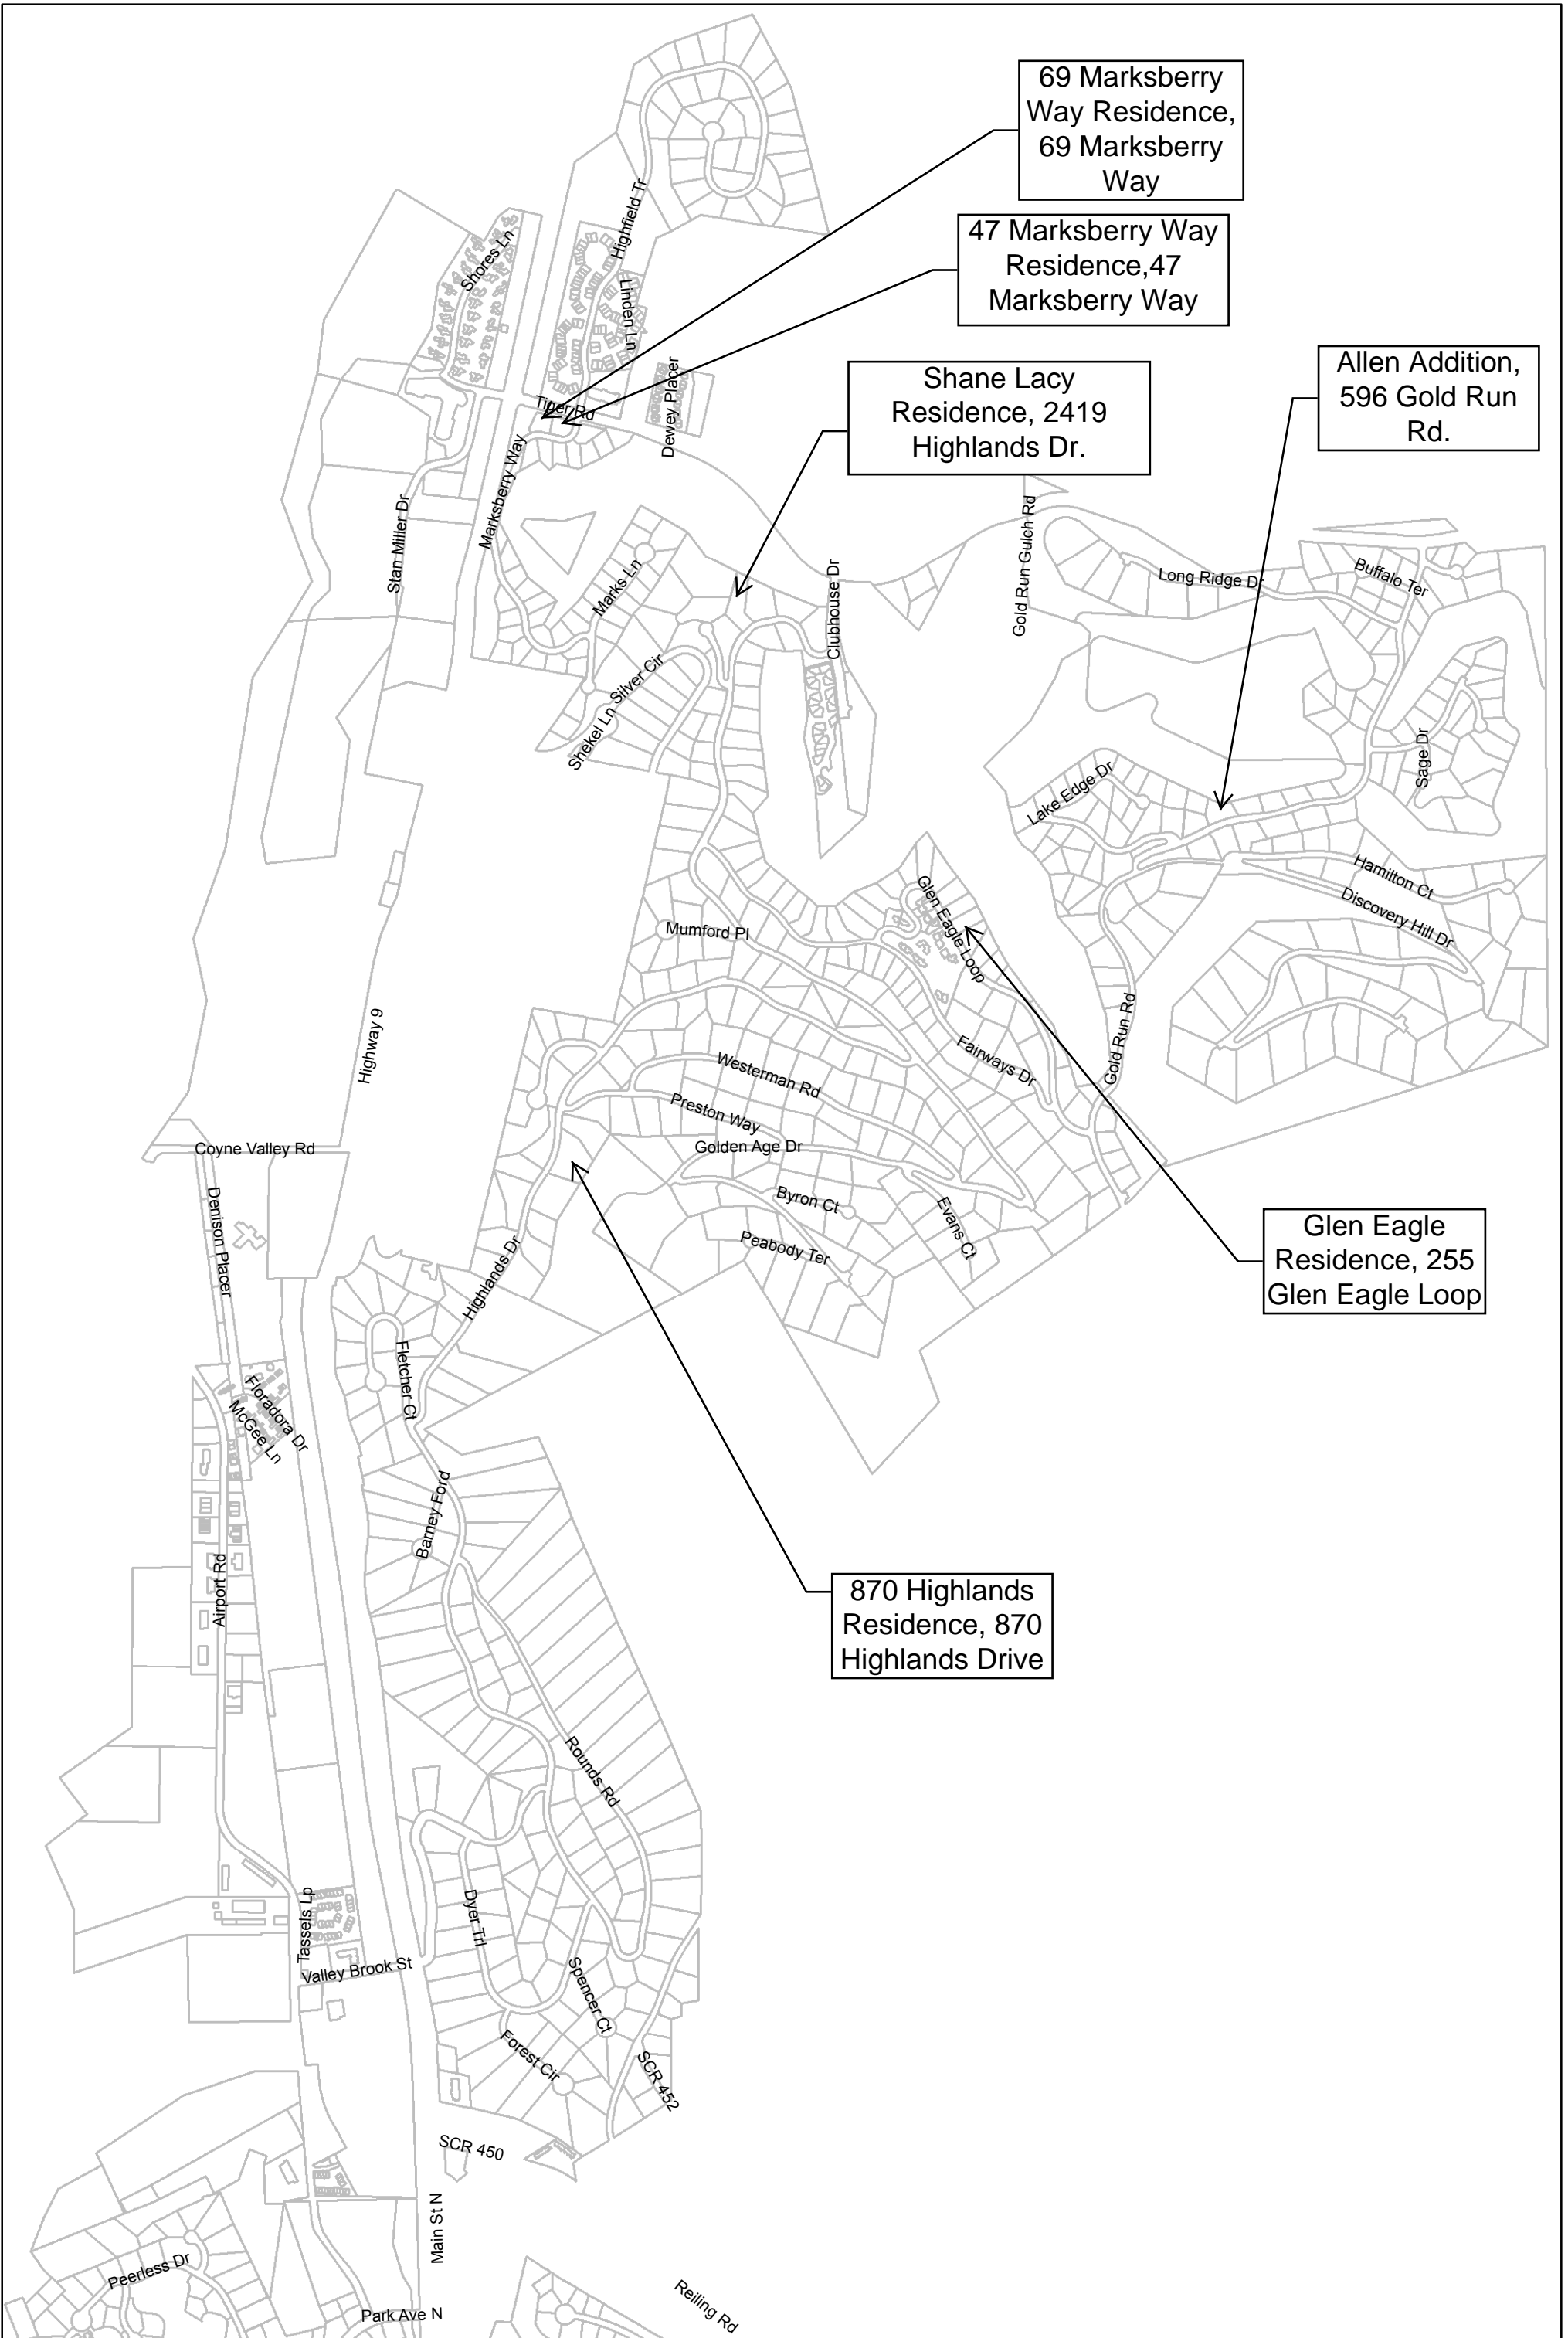 69 Marksberry
Way Residence,
69 Marksberry
Way
47 Marksberry Way
Residence,47
Marksberry Way
Shane Lacy
Residence, 2419
Highlands Dr.
Allen Addition,
596 Gold Run
Rd.
Highfield Tr
Shores Ln
Linden Ln
Dewey Placer
Tiger Rd
Marksberry Way
Stan Miller Dr
Marks Ln
Clubhouse Dr
Gold Run Gulch Rd
Long Ridge Dr
Buffalo Ter
Silver Cir
Shekel Ln
Sage Dr
Lake Edge Dr
Hamilton Ct
Discovery Hill Dr
Glen Eagle Loop
Mumford Pl
Highway 9
Gold Run Rd
Fairways Dr
Westerman Rd
Preston Way
Golden Age Dr
Coyne Valley Rd
Byron Ct
Evans Ct
Peabody Ter
Denison Placer
Highlands Dr
Glen Eagle
Residence, 255
Glen Eagle Loop
Fletcher Ct
Floradora Dr
McGee Ln
Barney Ford
Airport Rd
870 Highlands
Residence, 870
Highlands Drive
Rounds Rd
Dyer Trl
Tassels Lp
Valley Brook St
Spencer Ct
Forest Cir
SCR 452
SCR 450
Main St N
Peerless Dr
Park Ave N
Reiling Rd